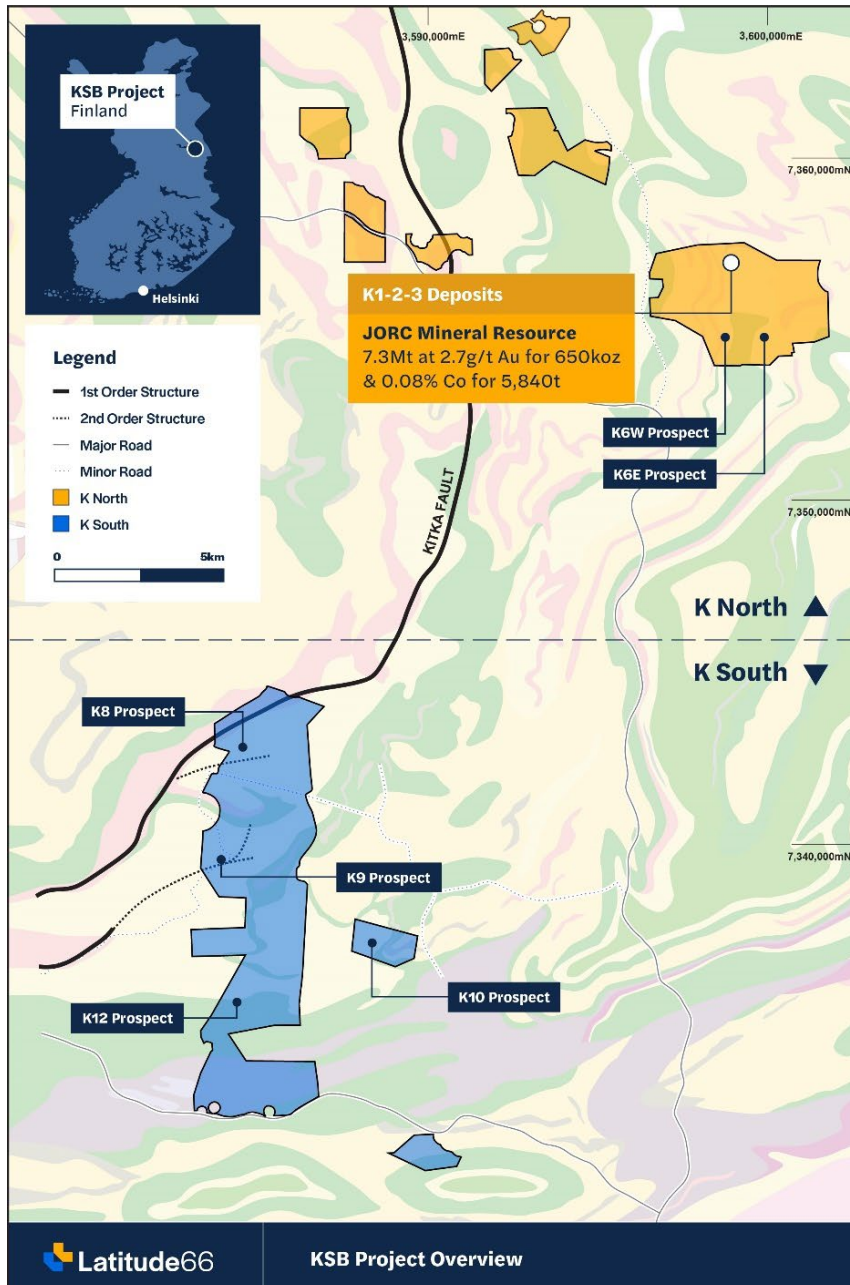 3,590,000mE
3,600,000mE
KSB Project
Finland
Helsinki
7,360,000mN
K1-2-3 Deposits
JORC Mineral Resource
7.3Mt at 2.7g/t Au for 650koz
& 0.08% Co for 5,840t
Legend
1st Order Structure
2nd Order Structure
Major Road
Minor Road
K North
K South
0 5km
K6W Prospect
K6E Prospect
KITKA FAULT
7,350,000mN
K North
K South
K8 Prospect
7,340,000mN
K9 Prospect
K10 Prospect
K12 Prospect
Latitude66
KSB Project Overview